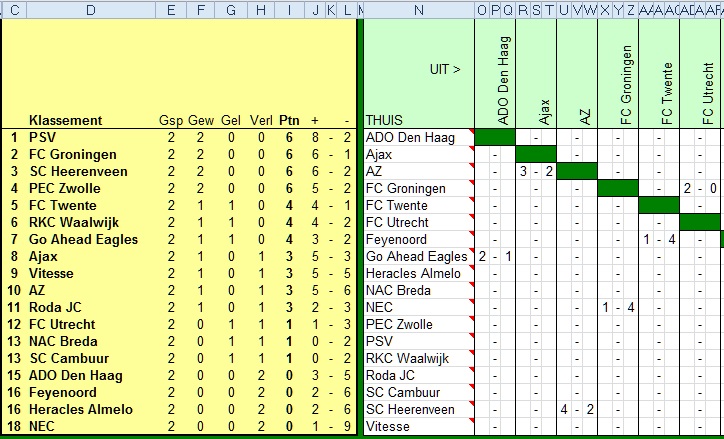 C D E F G H I J K L N O P Q R S T U V W X Y Z
UIT >
ADO Den Haag
Ajax
AZ
FC Groningen
FC Twente
FC Utrecht
Klassement Gsp Gew Gel Verl Ptn + - THUIS
1 PSV 2 2 0 0 6 8 - 2 ADO Den Haag - - - - -
2 FC Groningen 2 2 0 0 6 6 - 1 Ajax - - - - -
3 SC Heerenveen 2 2 0 0 6 6 - 2 AZ - 3 - 2 - - -
4 PEC Zwolle 2 2 0 0 6 5 - 2 FC Groningen - - - - 2 - 0
5 FC Twente 2 1 1 0 4 4 - 1 FC Twente - - - - -
6 RKC Waalwijk 2 1 1 0 4 4 - 2 FC Utrecht - - - - -
7 Go Ahead Eagles 2 1 1 0 4 3 - 2 Feyenoord - - - - 1 - 4 -
8 Ajax 2 1 0 1 3 5 - 3 Go Ahead Eagles 2 - 1 - - - - -
9 Vitesse 2 1 0 1 3 5 - 5 Heracles Almelo - - - - - -
10 AZ 2 1 0 1 3 5 - 6 NAC Breda - - - - - -
11 Roda JC 2 1 0 1 3 2 - 3 NEC - - - 1 - 4 - -
12 FC Utrecht 2 0 1 1 1 1 - 3 PEC Zwolle - - - - - -
13 NAC Breda 2 0 1 1 1 0 - 2 PSV - - - - - -
13 SC Cambuur 2 0 1 1 1 0 - 2 RKC Waalwijk - - - - - -
15 ADO Den Haag 2 0 0 2 0 3 - 5 Roda JC - - - - - -
16 Feyenoord 2 0 0 2 0 2 - 6 SC Cambuur - - - - - -
16 Heracles Almelo 2 0 0 2 0 2 - 6 SC Heerenveen - - 4 - 2 - - -
18 NEC 2 0 0 2 0 1 - 9 Vitesse - - - - - -